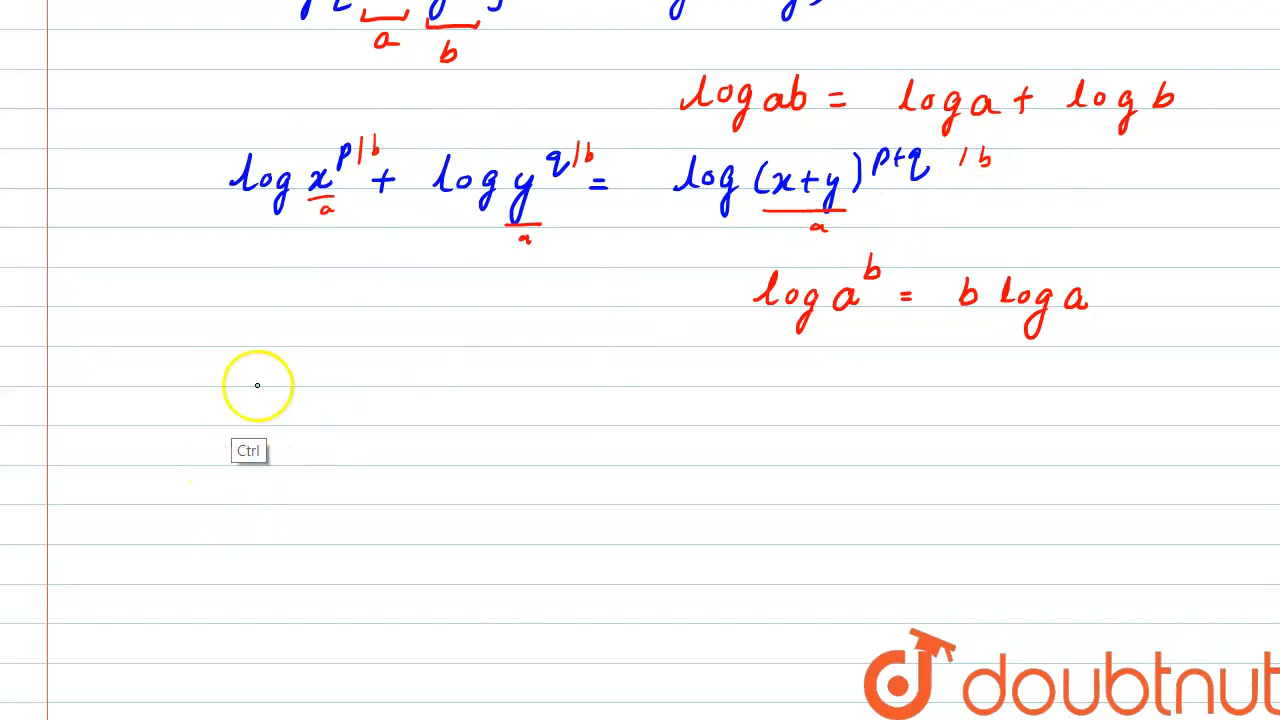 a b
log ab = log a + log b
log x^p/b + log y^q/b = log (x+y)^p+q /b
a a a
log a^b = b log a
Ctrl
doubtnut